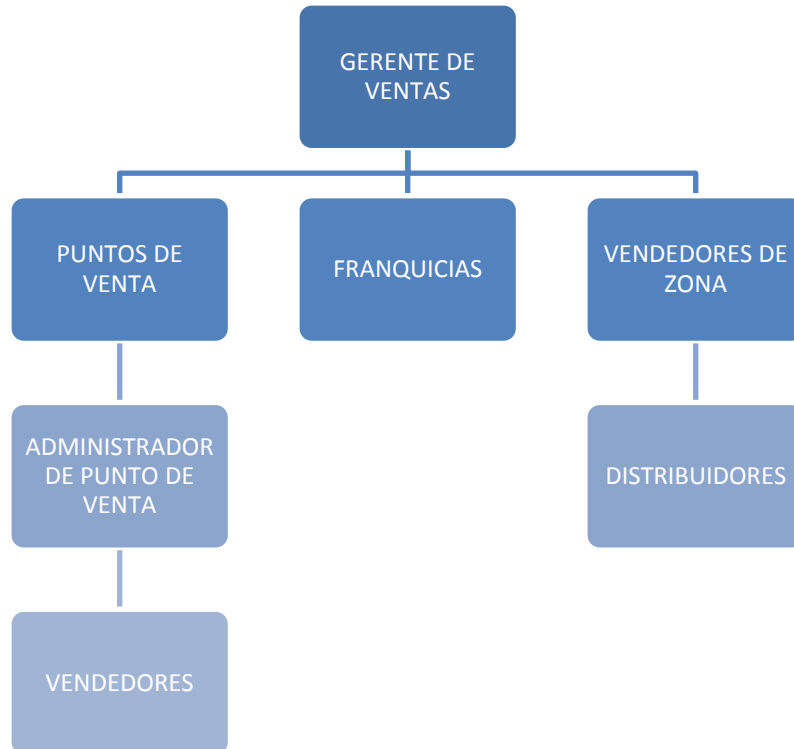 GERENTE DE
VENTAS
PUNTOS DE
VENTA
FRANQUICIAS
VENDEDORES DE
ZONA
ADMINISTRADOR
DE PUNTO DE
VENTA
DISTRIBUIDORES
VENDEDORES